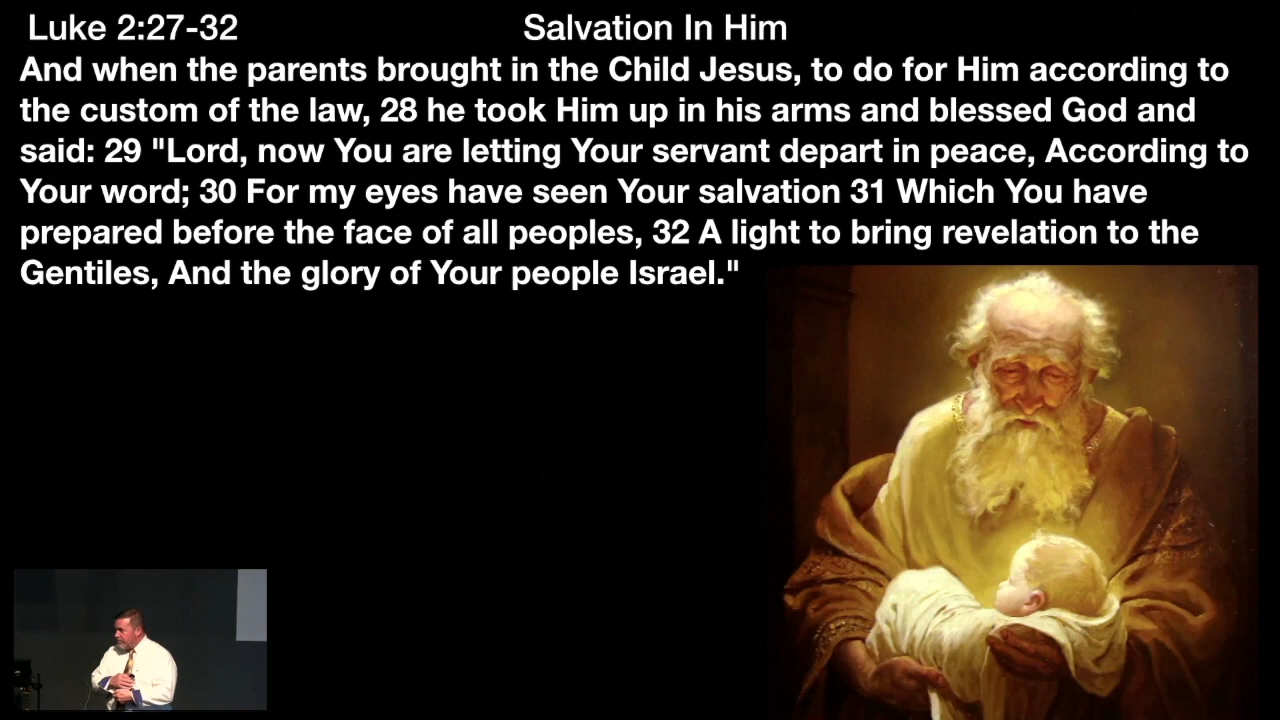 Luke 2:27-32 Salvation In Him
And when the parents brought in the Child Jesus, to do for Him according to
the custom of the law, 28 he took Him up in his arms and blessed God and
said: 29 "Lord, now You are letting Your servant depart in peace, According to
Your word; 30 For my eyes have seen Your salvation 31 Which You have
prepared before the face of all peoples, 32 A light to bring revelation to the
Gentiles, And the glory of Your people Israel."